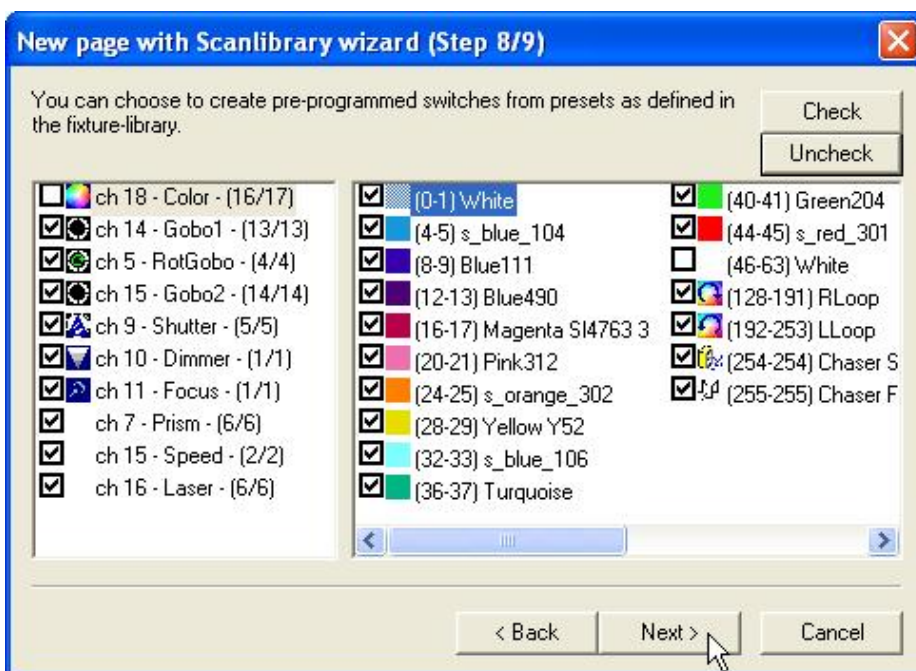 New page with Scanlibrary wizard (Step 8/9)
You can choose to create pre-programmed switches from presets as defined in
the fixture-library.
Check
Uncheck
ch 18 - Color - (16/17)
ch 14 - Gobo1 - (13/13)
ch 5 - RotGobo - (4/4)
ch 15 - Gobo2 - (14/14)
ch 9 - Shutter - (5/5)
ch 10 - Dimmer - (1/1)
ch 11 - Focus - (1/1)
ch 7 - Prism - (6/6)
ch 15 - Speed - (2/2)
ch 16 - Laser - (6/6)
(0-1) White
(4-5) s_blue_104
(8-9) Blue111
(12-13) Blue490
(16-17) Magenta SI4763 3
(20-21) Pink312
(24-25) s_orange_302
(28-29) Yellow Y52
(32-33) s_blue_106
(36-37) Turquoise
(40-41) Green204
(44-45) s_red_301
(46-63) White
(128-191) RLoop
(192-253) LLoop
(254-254) Chaser S
(255-255) Chaser F
< Back
Next >
Cancel